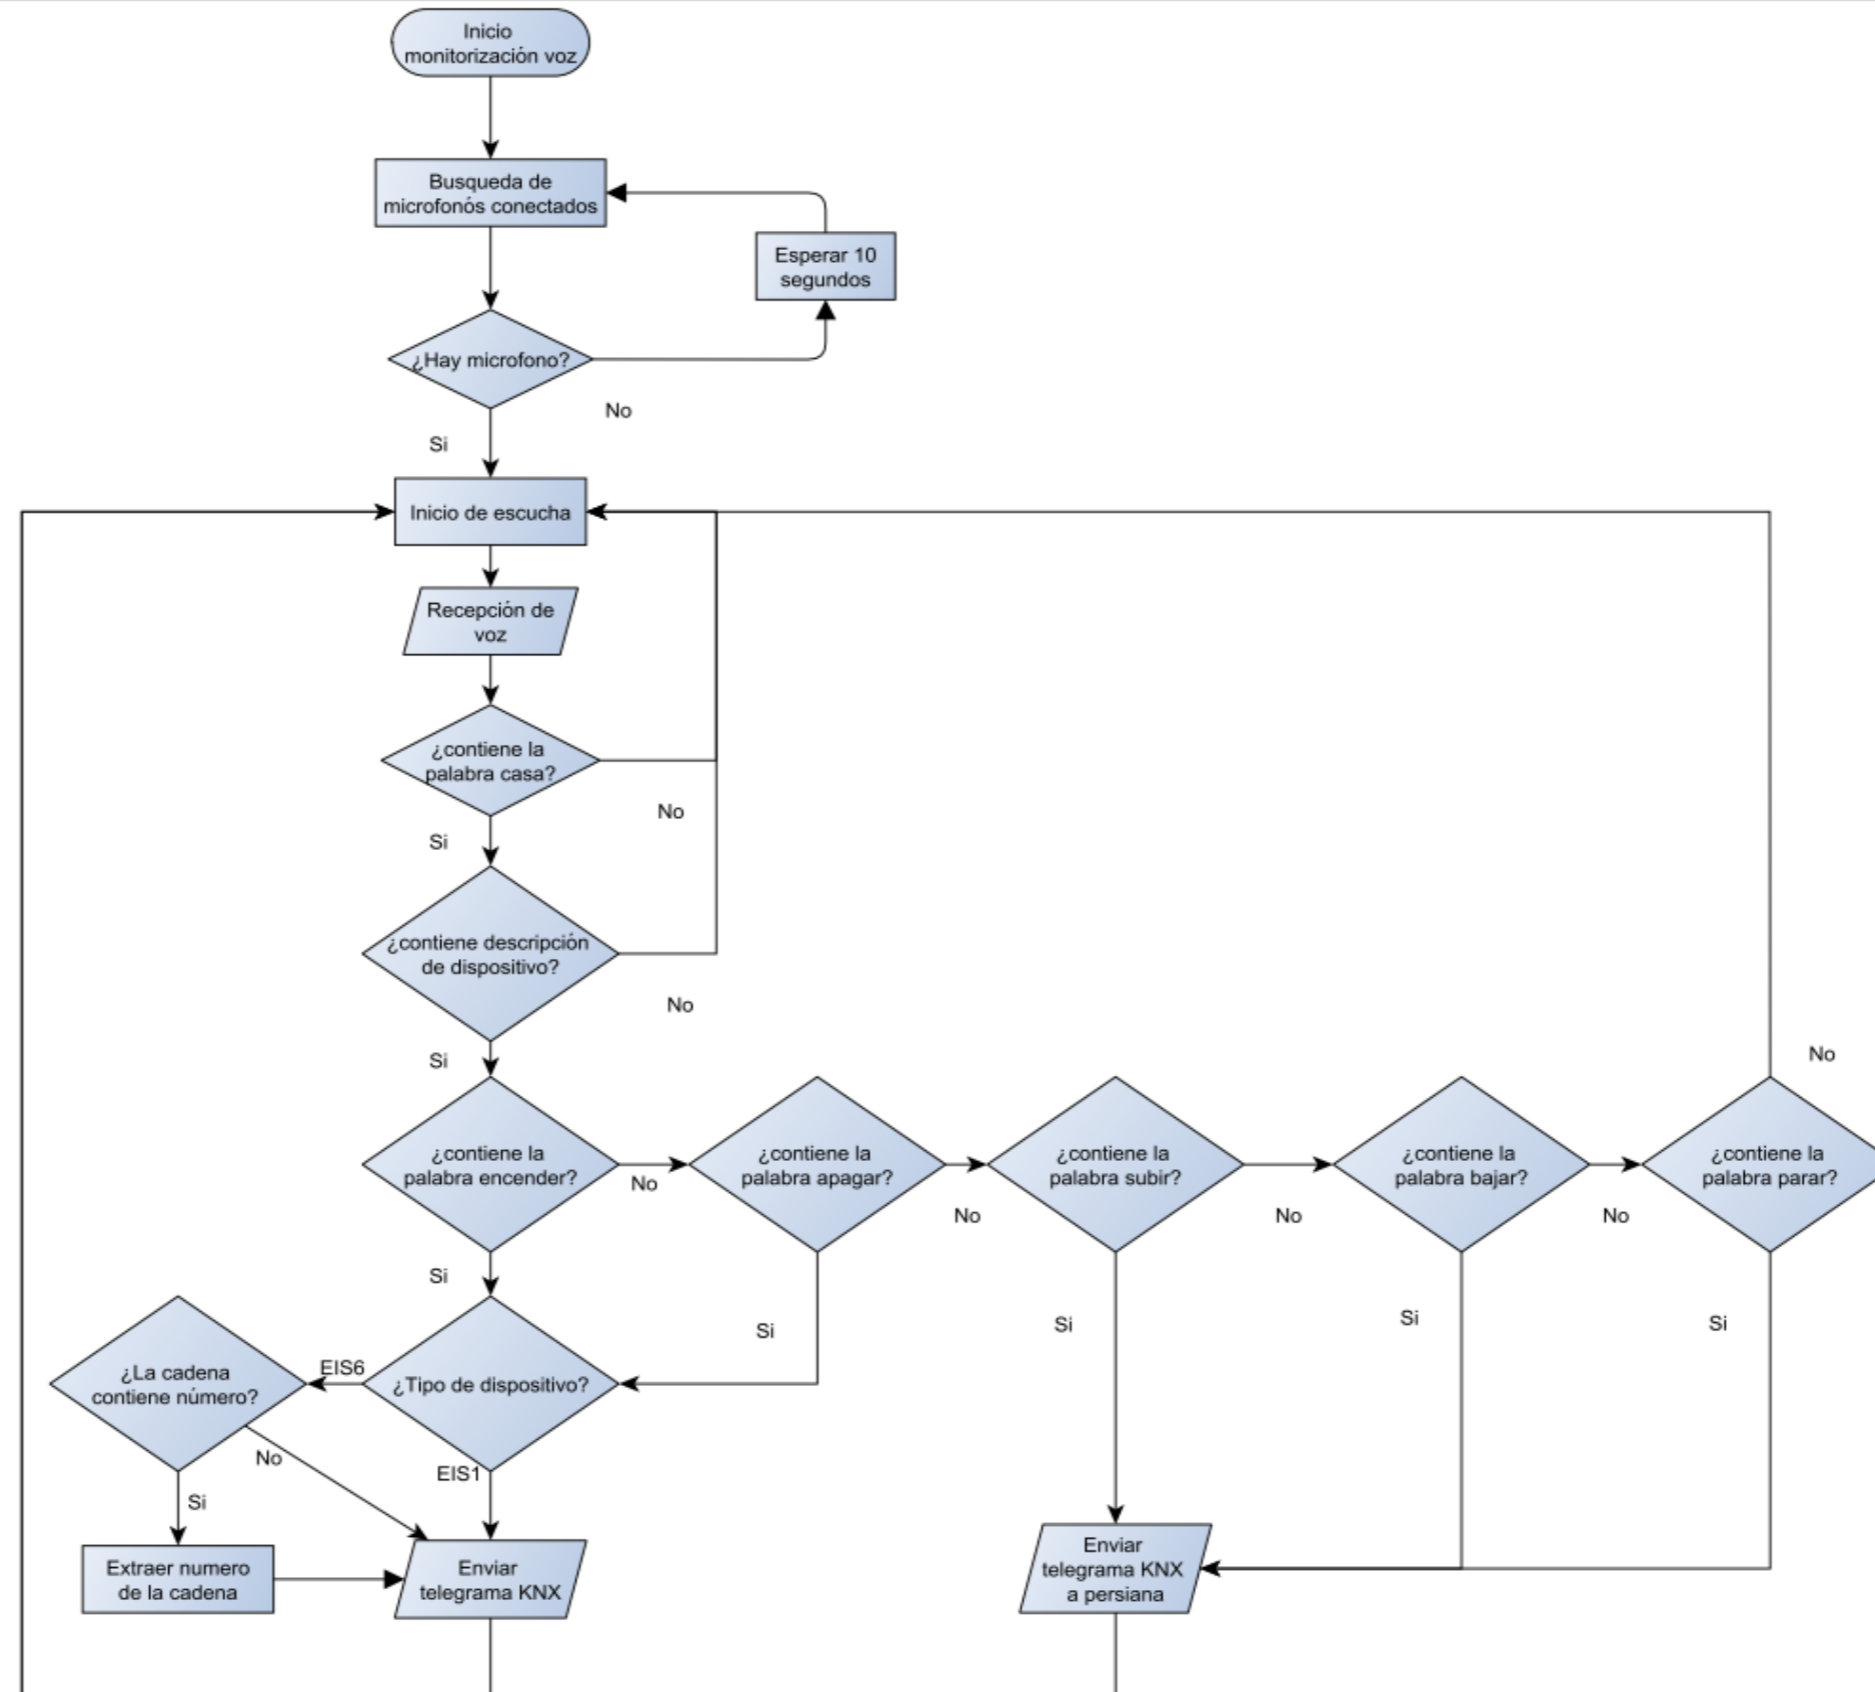 Inicio
monitorización voz
Busqueda de
microfonós conectados
Esperar 10
segundos
¿Hay microfono?
No
Si
Inicio de escucha
Recepción de
voz
¿contiene la
palabra casa?
No
Si
¿contiene descripción
de dispositivo?
No
Si
No
¿contiene la
palabra encender?
No
¿contiene la
palabra apagar?
No
¿contiene la
palabra subir?
No
¿contiene la
palabra bajar?
No
¿contiene la
palabra parar?
Si
Si
Si
Si
Si
¿La cadena
contiene número?
EIS6
¿Tipo de dispositivo?
No
EIS1
Si
Extraer numero
de la cadena
Enviar
telegrama KNX
Enviar
telegrama KNX
a persiana